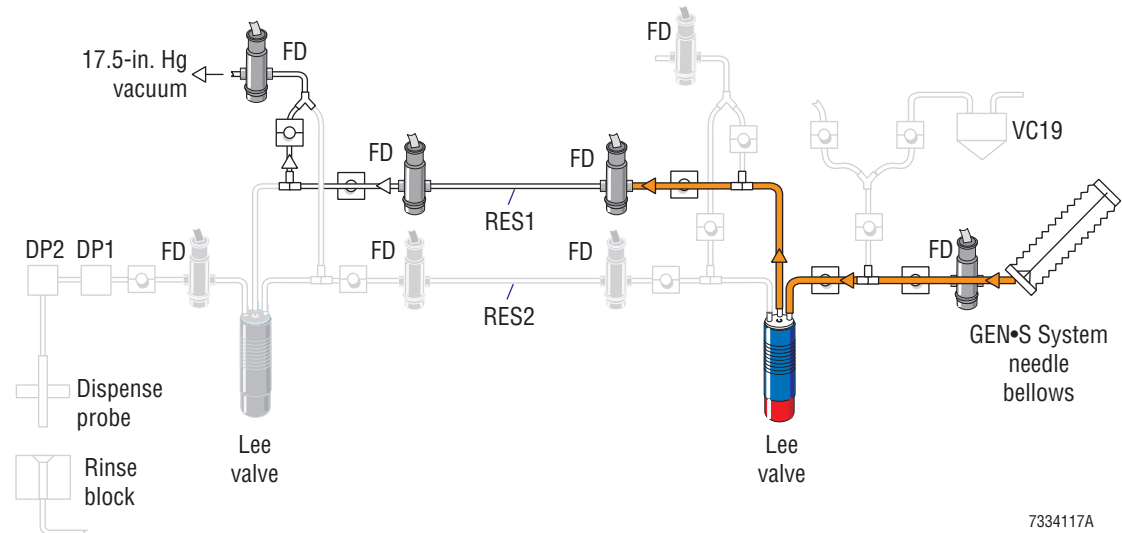 17.5-in. Hg
vacuum
FD
FD
VC19
FD
FD
RES1
DP2
DP1
FD
FD
FD
FD
RES2
GEN•S System
needle
bellows
Dispense
probe
Lee
valve
Lee
valve
Rinse
block
7334117A